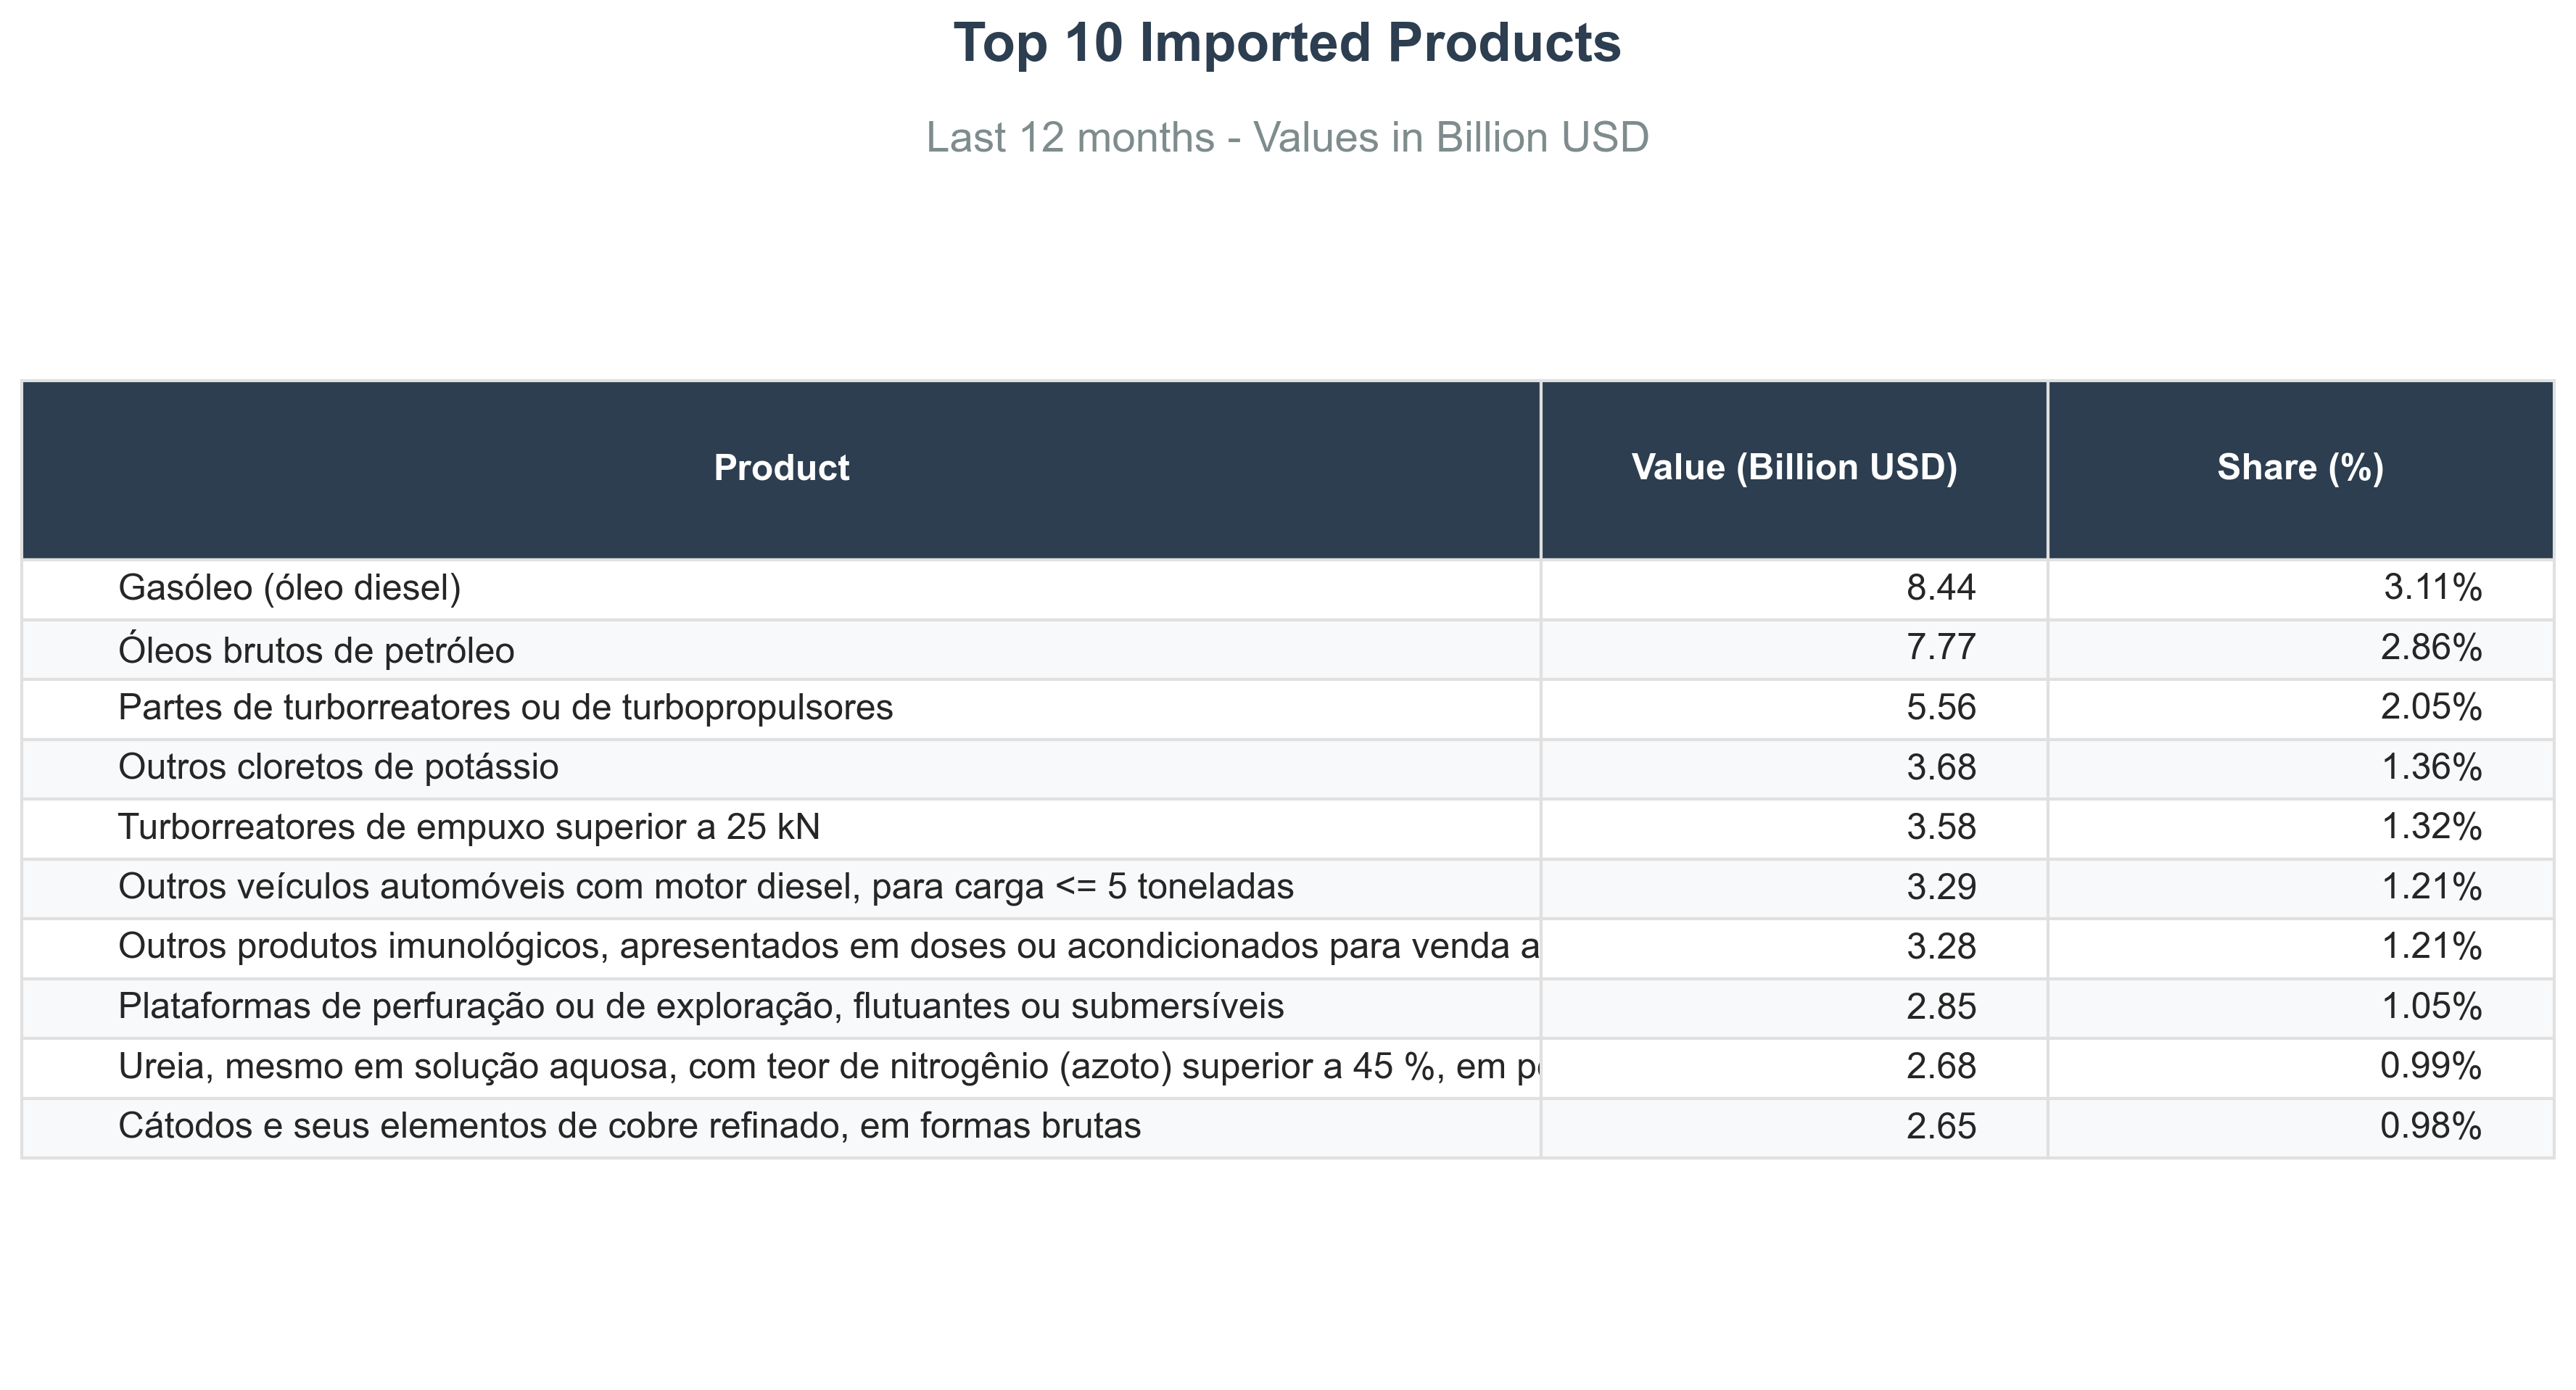 Top 10 Imported Products
Last 12 months - Values in Billion USD
Product Value (Billion USD) Share (%)
Gasóleo (óleo diesel) 8.44 3.11%
Óleos brutos de petróleo 7.77 2.86%
Partes de turborreatores ou de turbopropulsores 5.56 2.05%
Outros cloretos de potássio 3.68 1.36%
Turborreatores de empuxo superior a 25 kN 3.58 1.32%
Outros veículos automóveis com motor diesel, para carga <= 5 toneladas 3.29 1.21%
Outros produtos imunológicos, apresentados em doses ou acondicionados para venda a 3.28 1.21%
Plataformas de perfuração ou de exploração, flutuantes ou submersíveis 2.85 1.05%
Ureia, mesmo em solução aquosa, com teor de nitrogênio (azoto) superior a 45 %, em 2.68 0.99%
Cátodos e seus elementos de cobre refinado, em formas brutas 2.65 0.98%